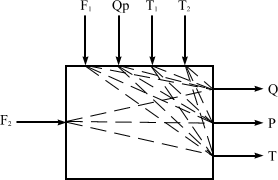 F₁ Qp T₁ T₂
Q
F₂ P
T